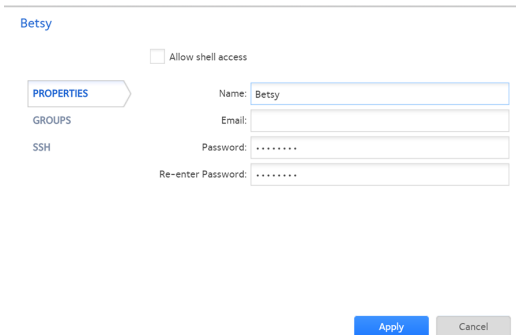 Betsy
Allow shell access
PROPERTIES
Name: Betsy
GROUPS
Email:
SSH
Password: ••••••••
Re-enter Password: ••••••••
Apply Cancel